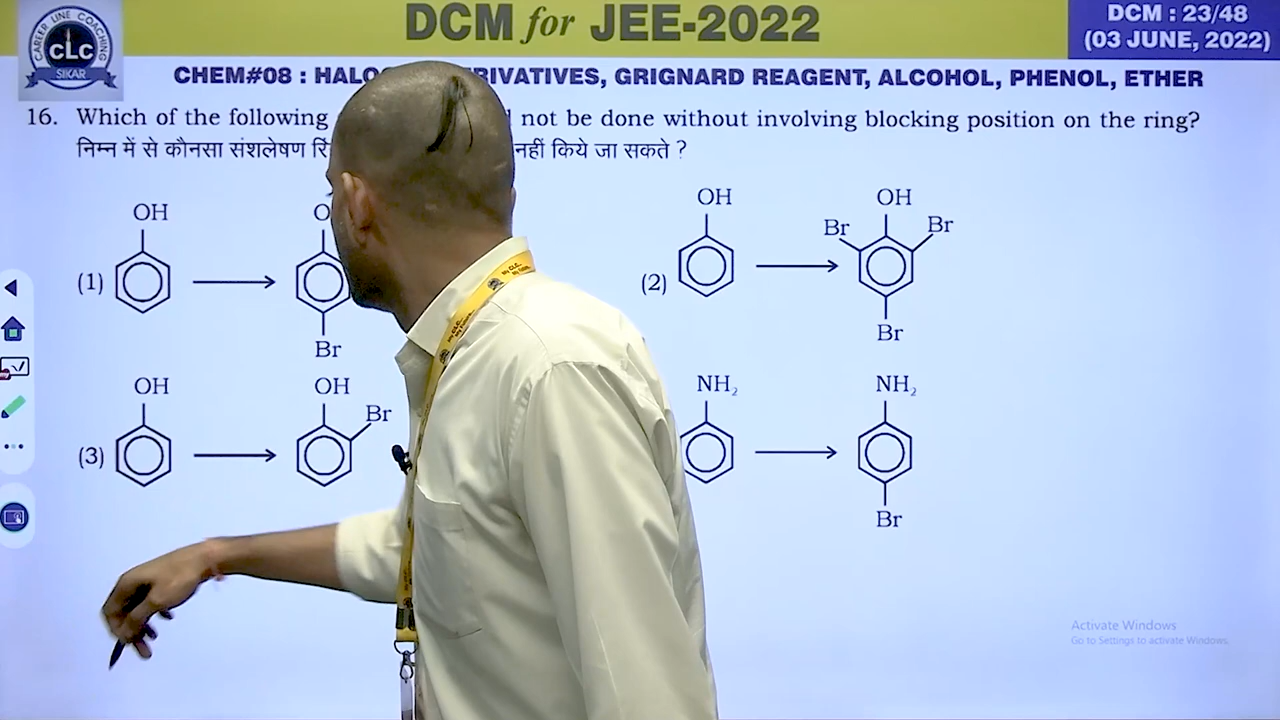 DCM for JEE-2022
DCM : 23/48
(03 JUNE, 2022)
CAREER LINE COACHING
CLC
SIKAR
CHEM#08 : HALO RIVATIVES, GRIGNARD REAGENT, ALCOHOL, PHENOL, ETHER
16. Which of the following not be done without involving blocking position on the ring?
निम्न में से कौनसा संशलेषण रिं नहीं किये जा सकते ?
OH
O
(1)
Br
OH
OH
Br
Br
(2)
Br
OH
OH
Br
(3)
NH₂
NH₂
Br
Activate Windows
Go to Settings to activate Windows.